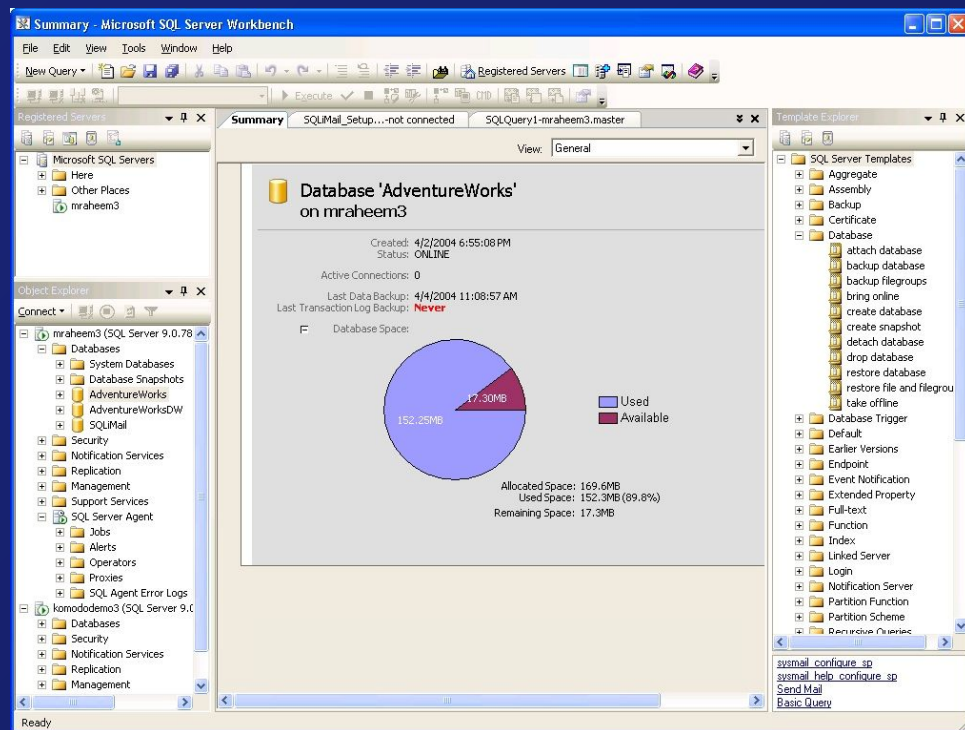 Summary - Microsoft SQL Server Workbench
File Edit View Tools Window Help
New Query Registered Servers
Execute CMD
Registered Servers
Microsoft SQL Servers
Here
Other Places
mraheem3
Object Explorer
Connect
mraheem3 (SQL Server 9.0.78
Databases
System Databases
Database Snapshots
AdventureWorks
AdventureWorksDW
SQLiMail
Security
Notification Services
Replication
Management
Support Services
SQL Server Agent
Jobs
Alerts
Operators
Proxies
SQL Agent Error Logs
komododemo3 (SQL Server 9.0
Databases
Security
Notification Services
Replication
Management
Summary SQLiMail_Setup...-not connected SQLQuery1-mraheem3.master
View: General
Database 'AdventureWorks'
on mraheem3
Created: 4/2/2004 6:55:08 PM
Status: ONLINE
Active Connections: 0
Last Data Backup: 4/4/2004 11:08:57 AM
Last Transaction Log Backup: Never
Database Space:
17.30MB
152.25MB
Used
Available
Allocated Space: 169.6MB
Used Space: 152.3MB (89.8%)
Remaining Space: 17.3MB
Template Explorer
SQL Server Templates
Aggregate
Assembly
Backup
Certificate
Database
attach database
backup database
backup filegroups
bring online
create database
create snapshot
detach database
drop database
restore database
restore file and filegrou
take offline
Database Trigger
Default
Earlier Versions
Endpoint
Event Notification
Extended Property
Full-text
Function
Index
Linked Server
Login
Notification Server
Partition Function
Partition Scheme
Recursive Queries
sysmail_configure_sp
sysmail_help_configure_sp
Send Mail
Basic Query
Ready